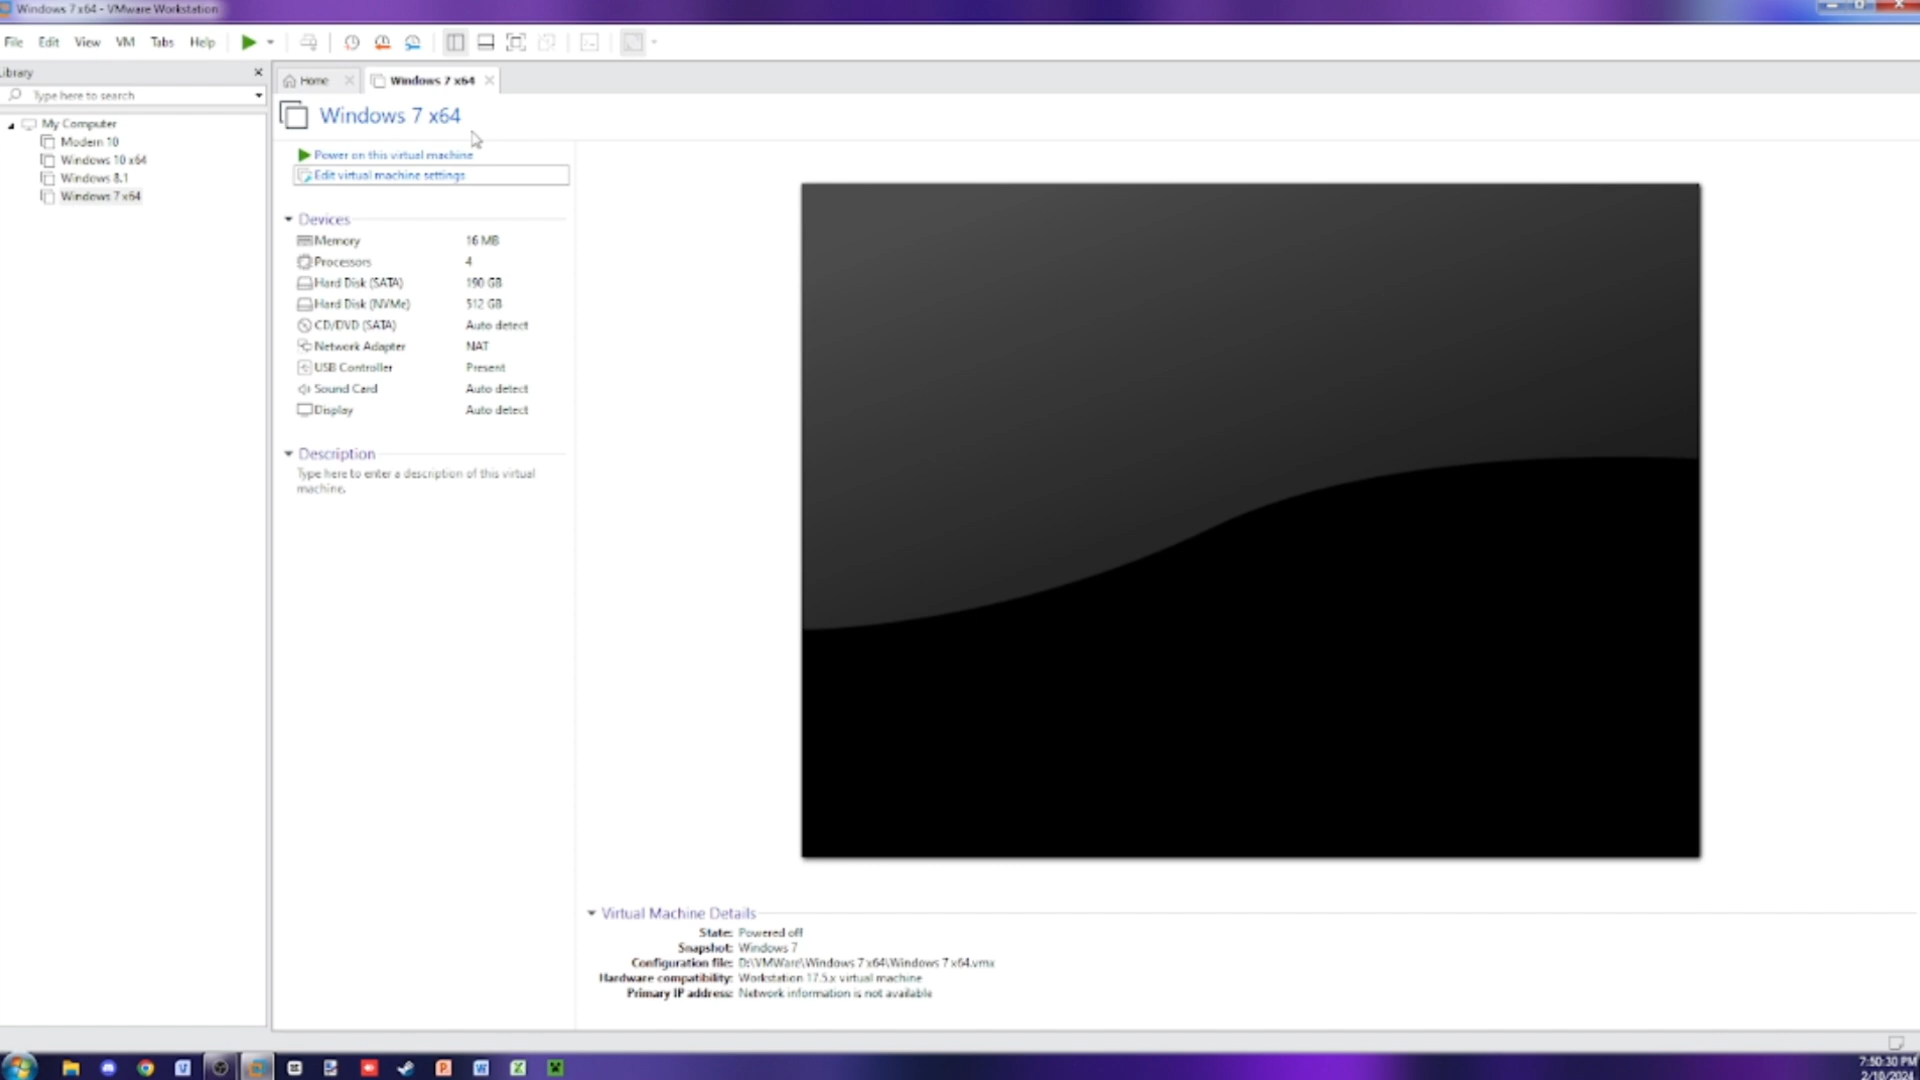 Windows 7 x64 - VMware Workstation
File Edit View VM Tabs Help
Library
Type here to search
My Computer
Modern 10
Windows 10 x64
Windows 8.1
Windows 7 x64
Home
Windows 7 x64
Windows 7 x64
Power on this virtual machine
Edit virtual machine settings
Devices
Memory 16 MB
Processors 4
Hard Disk (SATA) 190 GB
Hard Disk (NVMe) 512 GB
CD/DVD (SATA) Auto detect
Network Adapter NAT
USB Controller Present
Sound Card Auto detect
Display Auto detect
Description
Type here to enter a description of this virtual
machine.
Virtual Machine Details
State: Powered off
Snapshot: Windows 7
Configuration file: D:\VMWare\Windows 7 x64\Windows 7 x64.vmx
Hardware compatibility: Workstation 17.5.x virtual machine
Primary IP address: Network information is not available
7:50:30 PM
2/10/2024